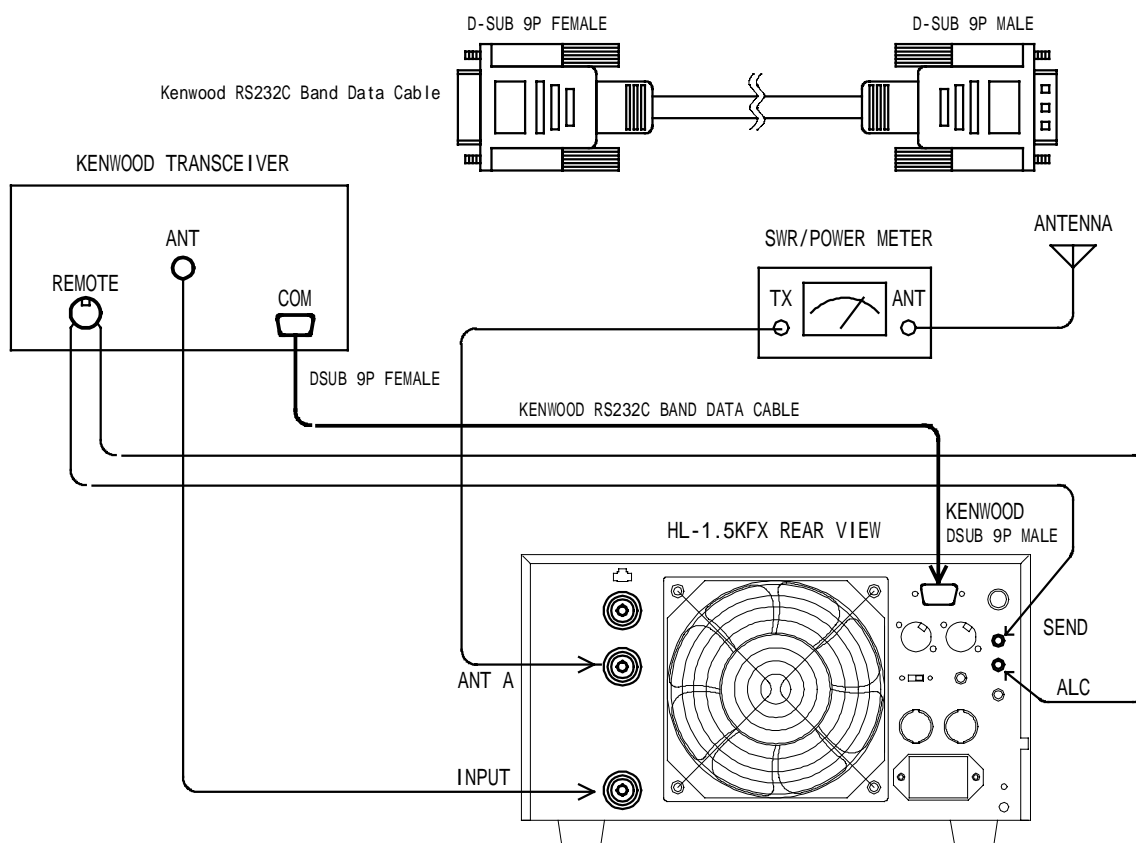 D-SUB 9P FEMALE
D-SUB 9P MALE
Kenwood RS232C Band Data Cable
KENWOOD TRANSCEIVER
ANT
REMOTE
COM
SWR/POWER METER
ANTENNA
TX
ANT
DSUB 9P FEMALE
KENWOOD RS232C BAND DATA CABLE
KENWOOD
DSUB 9P MALE
HL-1.5KFX REAR VIEW
SEND
ANT A
ALC
INPUT